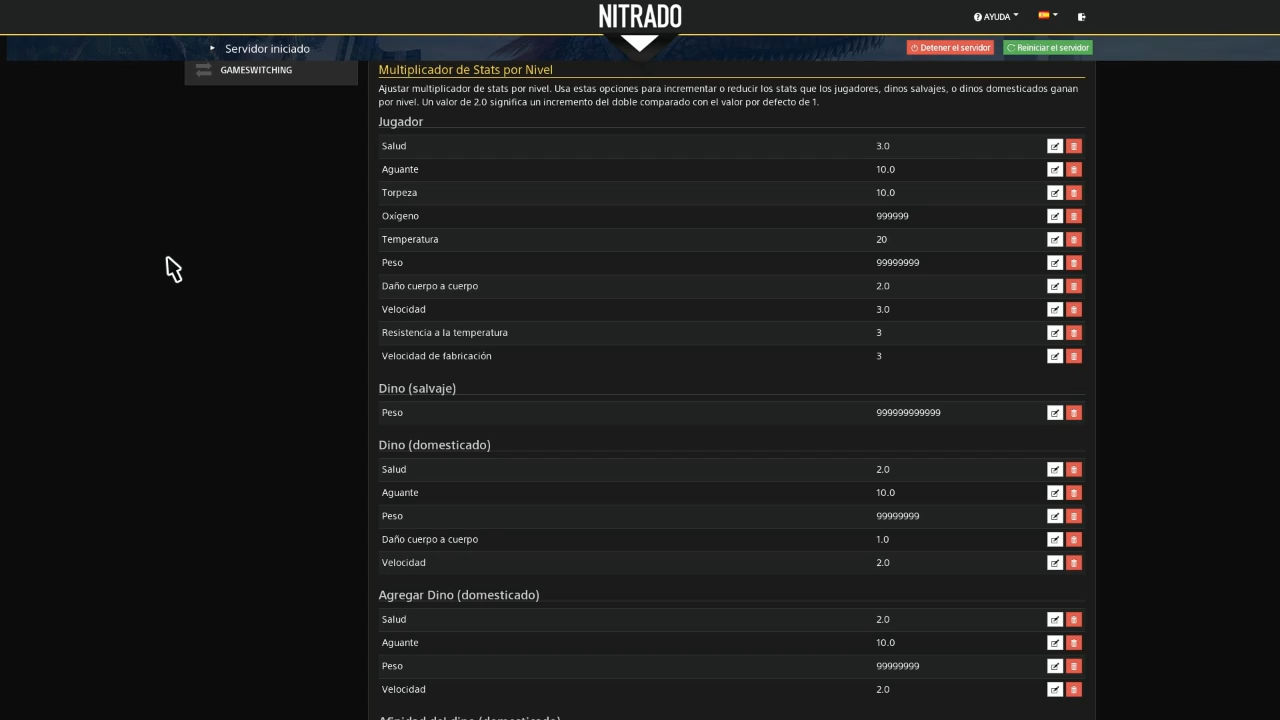 NITRADO
AYUDA
Servidor iniciado
Detener el servidor
Reiniciar el servidor
GAMESWITCHING
Multiplicador de Stats por Nivel
Ajustar multiplicador de stats por nivel. Usa estas opciones para incrementar o reducir los stats que los jugadores, dinos salvajes, o dinos domesticados ganan
por nivel. Un valor de 2.0 significa un incremento del doble comparado con el valor por defecto de 1.
Jugador
Salud 3.0
Aguante 10.0
Torpeza 10.0
Oxígeno 999999
Temperatura 20
Peso 99999999
Daño cuerpo a cuerpo 2.0
Velocidad 3.0
Resistencia a la temperatura 3
Velocidad de fabricación 3
Dino (salvaje)
Peso 999999999999
Dino (domesticado)
Salud 2.0
Aguante 10.0
Peso 99999999
Daño cuerpo a cuerpo 1.0
Velocidad 2.0
Agregar Dino (domesticado)
Salud 2.0
Aguante 10.0
Peso 99999999
Velocidad 2.0
Afinidad del dino (domesticado)